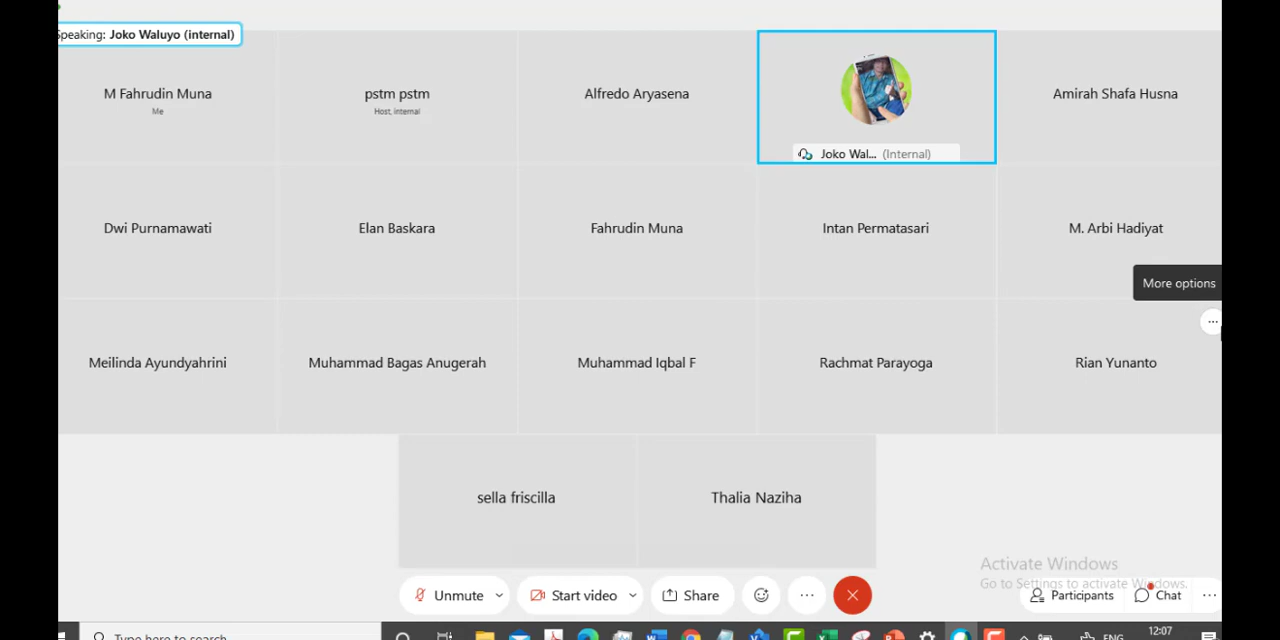 Speaking: Joko Waluyo (internal)
M Fahrudin Muna
Me
pstm pstm
Host, internal
Alfredo Aryasena
Joko Wal... (Internal)
Amirah Shafa Husna
Dwi Purnamawati
Elan Baskara
Fahrudin Muna
Intan Permatasari
M. Arbi Hadiyat
More options
Meilinda Ayundyahrini
Muhammad Bagas Anugerah
Muhammad Iqbal F
Rachmat Parayoga
Rian Yunanto
sella friscilla
Thalia Naziha
Activate Windows
Go to Settings to activate Windows.
Unmute
Start video
Share
Participants
Chat
Type here to search
ENG
12:07